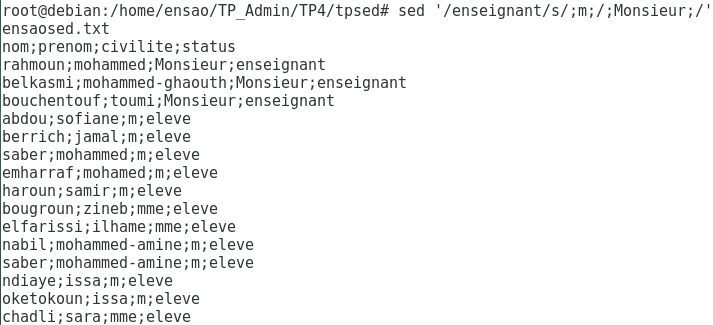 root@debian:/home/ensao/TP_Admin/TP4/tpsed# sed '/enseignant/s/;m;/;Monsieur;/'
ensaosed.txt
nom;prenom;civilite;status
rahmoun;mohammed;Monsieur;enseignant
belkasmi;mohammed-ghaouth;Monsieur;enseignant
bouchentouf;toumi;Monsieur;enseignant
abdou;sofiane;m;eleve
berrich;jamal;m;eleve
saber;mohammed;m;eleve
emharraf;mohamed;m;eleve
haroun;samir;m;eleve
bougroun;zineb;mme;eleve
elfarissi;ilhame;mme;eleve
nabil;mohammed-amine;m;eleve
saber;mohammed-amine;m;eleve
ndiaye;issa;m;eleve
oketokoun;issa;m;eleve
chadli;sara;mme;eleve